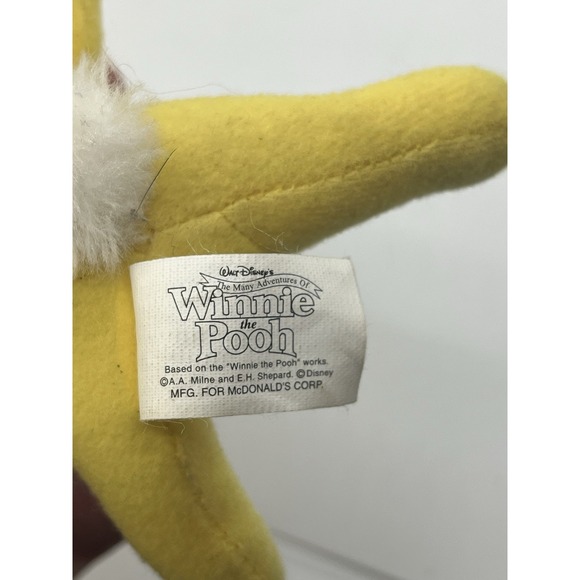 Walt Disney's
The Many Adventures Of
Winnie
the
Pooh
Based on the "Winnie the Pooh" works.
©A.A. Milne and E.H. Shepard. ©Disney
MFG. FOR McDONALD'S CORP.